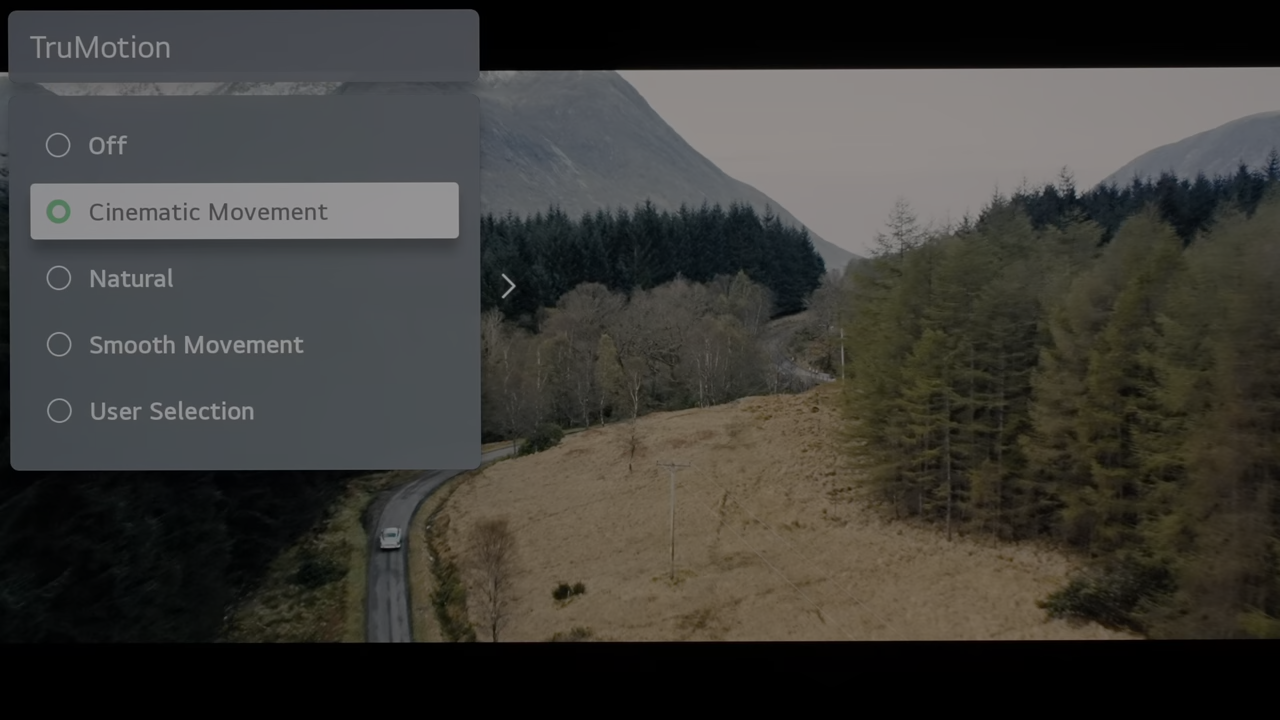 TruMotion
Off
Cinematic Movement
Natural
Smooth Movement
User Selection